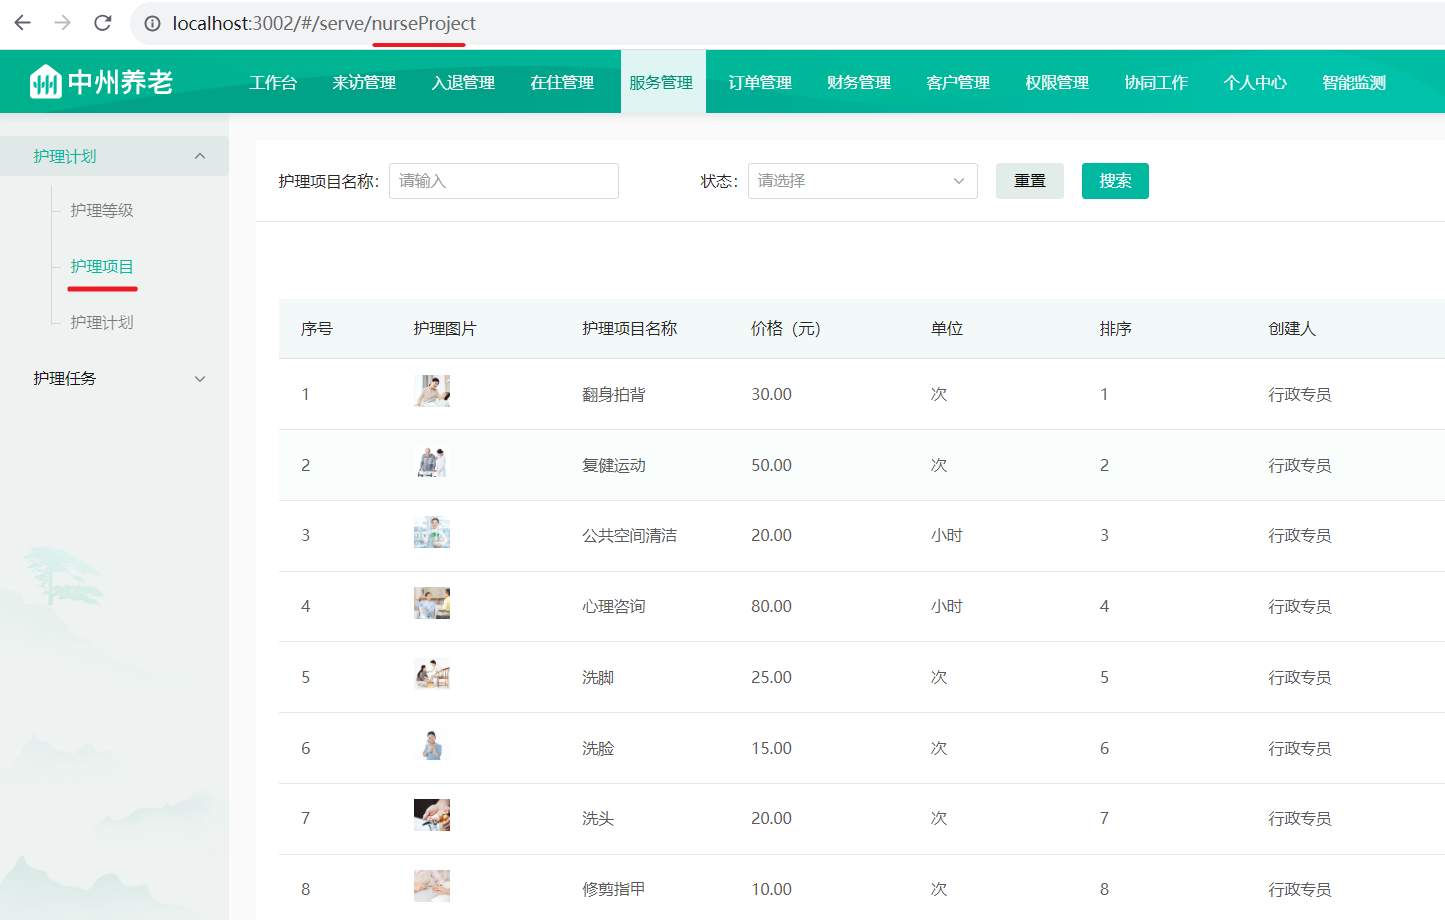 localhost:3002/#/serve/nurseProject
中州养老 工作台 来访管理 入退管理 在住管理 服务管理 订单管理 财务管理 客户管理 权限管理 协同工作 个人中心 智能监测
护理计划
护理等级
护理项目
护理计划
护理任务
护理项目名称: 请输入 状态: 请选择 重置 搜索
序号 护理图片 护理项目名称 价格（元） 单位 排序 创建人
1 翻身拍背 30.00 次 1 行政专员
2 复健运动 50.00 次 2 行政专员
3 公共空间清洁 20.00 小时 3 行政专员
4 心理咨询 80.00 小时 4 行政专员
5 洗脚 25.00 次 5 行政专员
6 洗脸 15.00 次 6 行政专员
7 洗头 20.00 次 7 行政专员
8 修剪指甲 10.00 次 8 行政专员